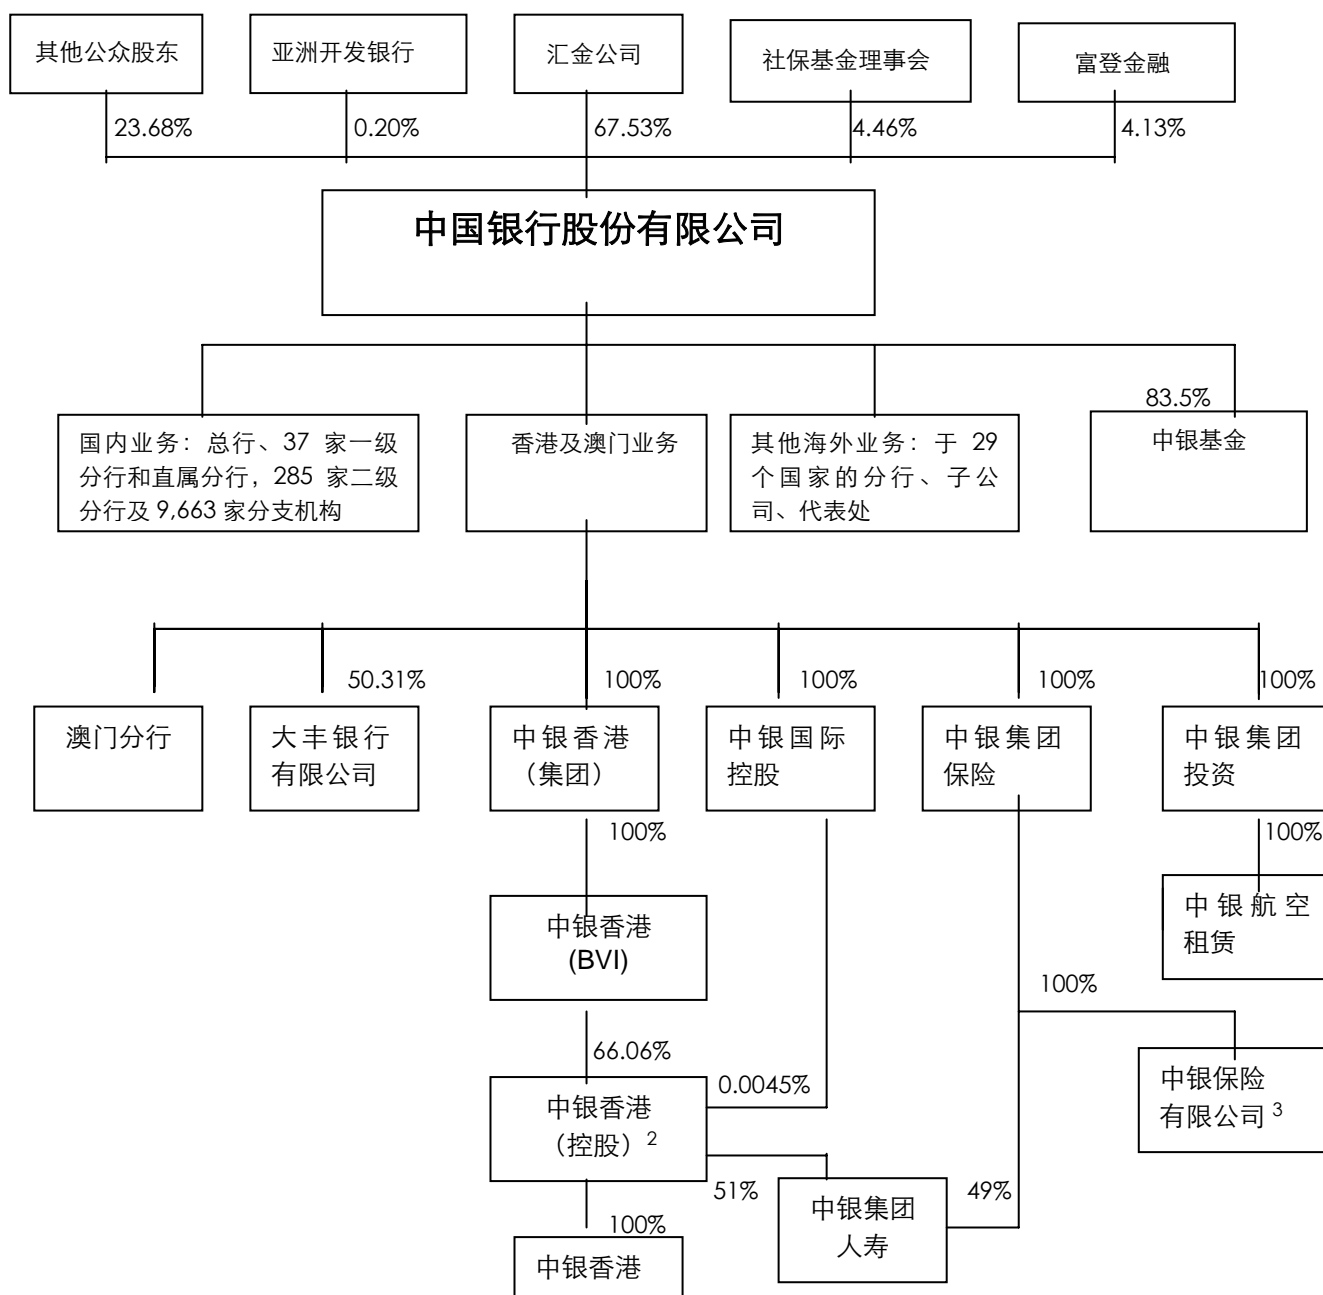 其他公众股东
亚洲开发银行
汇金公司
社保基金理事会
富登金融
23.68%
0.20%
67.53%
4.46%
4.13%
中国银行股份有限公司
83.5%
国内业务：总行、37 家一级
分行和直属分行，285 家二级
分行及 9,663 家分支机构
香港及澳门业务
其他海外业务：于 29
个国家的分行、子公
司、代表处
中银基金
50.31%
100%
100%
100%
100%
澳门分行
大丰银行
有限公司
中银香港
（集团）
中银国际
控股
中银集团
保险
中银集团
投资
100%
100%
中银香港
(BVI)
中银航空
租赁
100%
66.06%
0.0045%
中银香港
（控股）2
中银保险
有限公司 3
51%
49%
中银集团
人寿
100%
中银香港